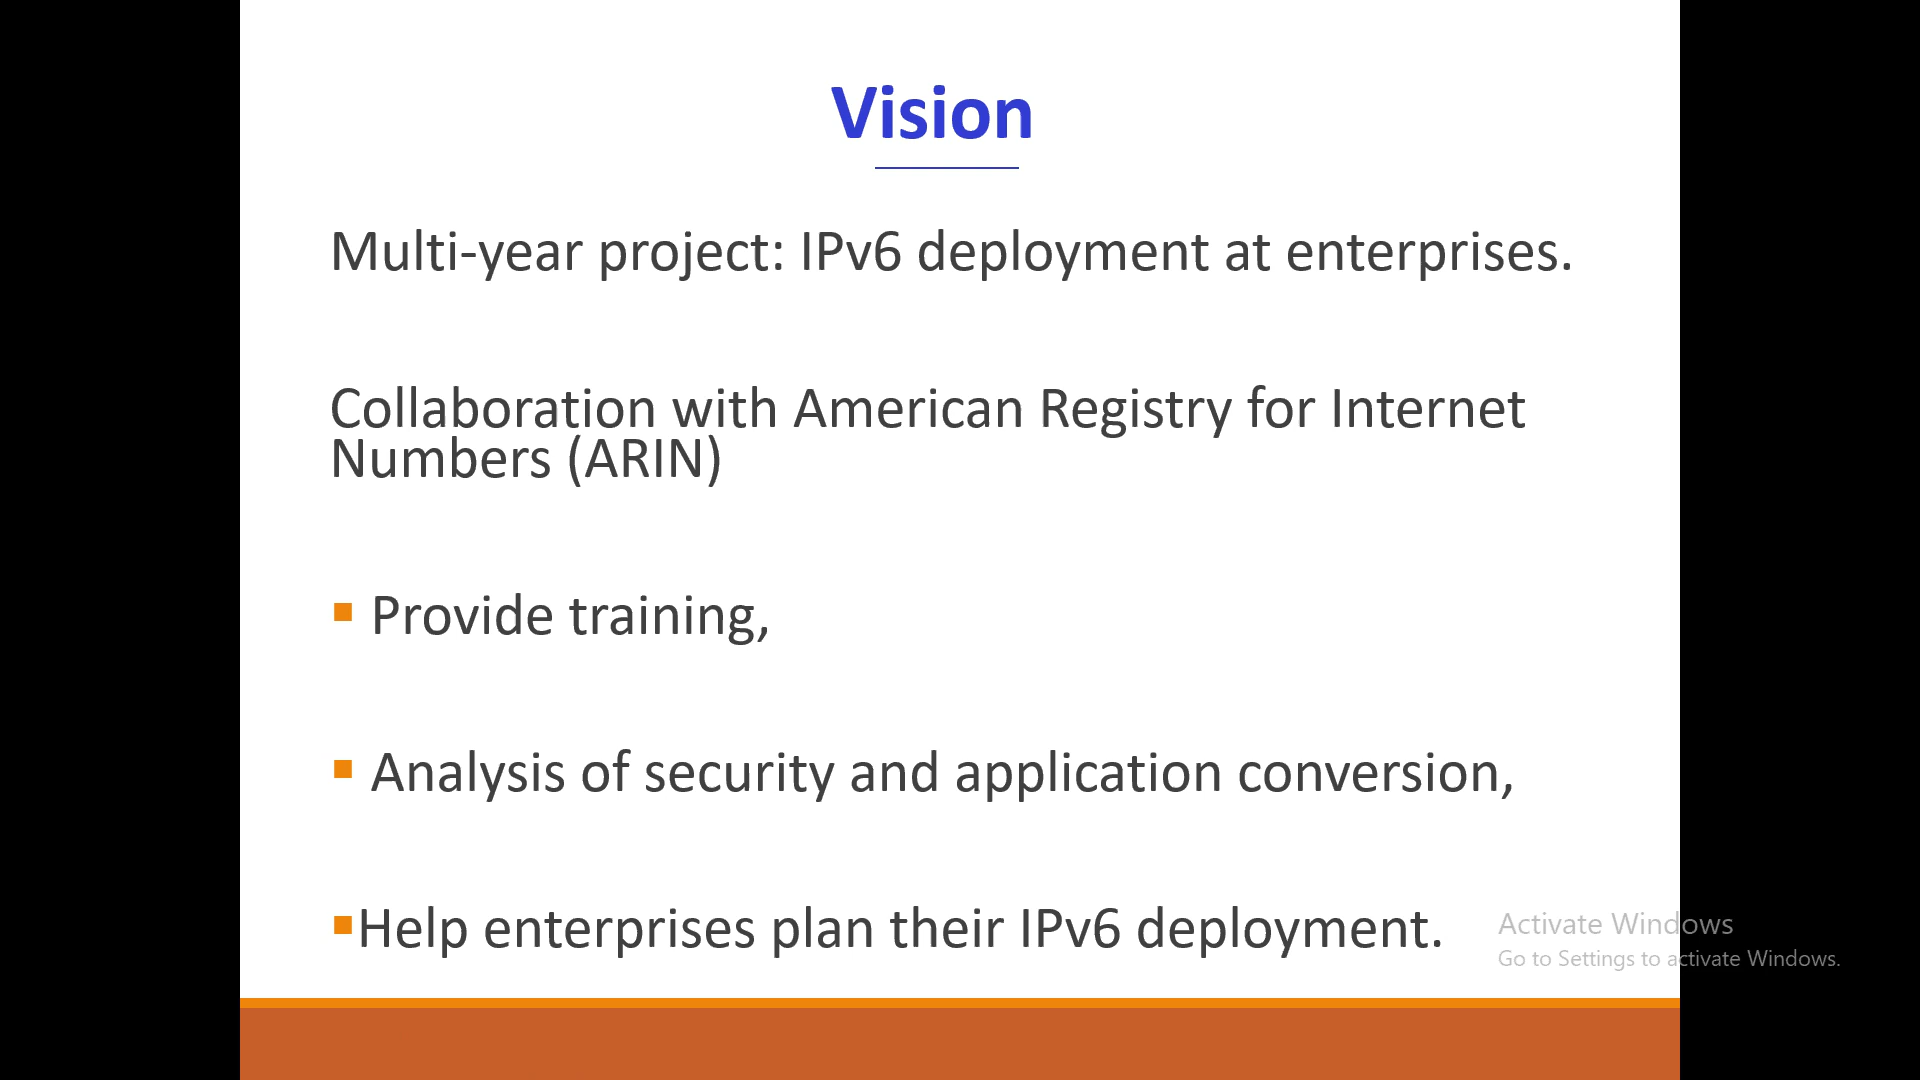 Vision
Multi-year project: IPv6 deployment at enterprises.
Collaboration with American Registry for Internet
Numbers (ARIN)
Provide training,
Analysis of security and application conversion,
Help enterprises plan their IPv6 deployment.
Activate Windows
Go to Settings to activate Windows.